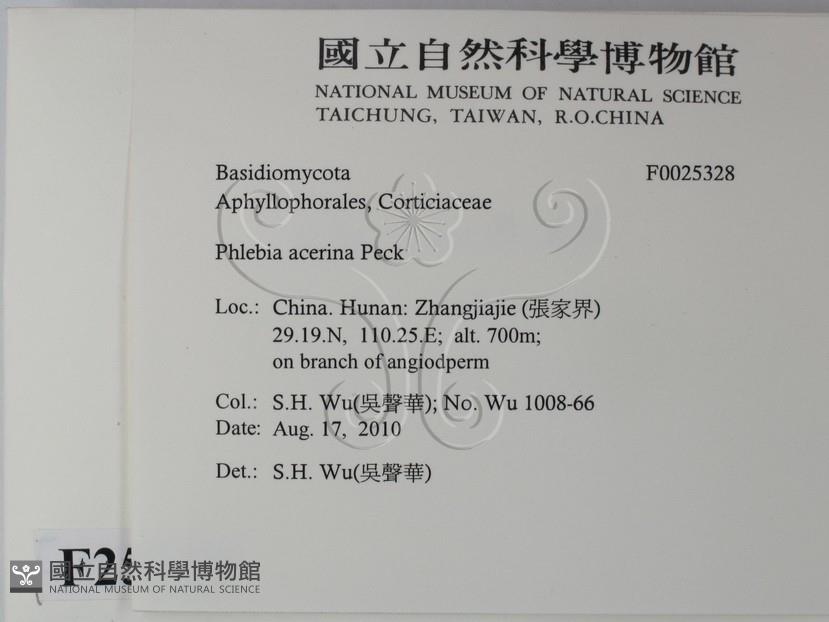 國立自然科學博物館
NATIONAL MUSEUM OF NATURAL SCIENCE
TAICHUNG, TAIWAN, R.O.CHINA
Basidiomycota F0025328
Aphyllophorales, Corticiaceae
Phlebia acerina Peck
Loc.: China. Hunan: Zhangjiajie (張家界)
29.19.N, 110.25.E; alt. 700m;
on branch of angiodperm
Col.: S.H. Wu(吳聲華); No. Wu 1008-66
Date: Aug. 17, 2010
Det.: S.H. Wu(吳聲華)
F25
國立自然科學博物館
NATIONAL MUSEUM OF NATURAL SCIENCE